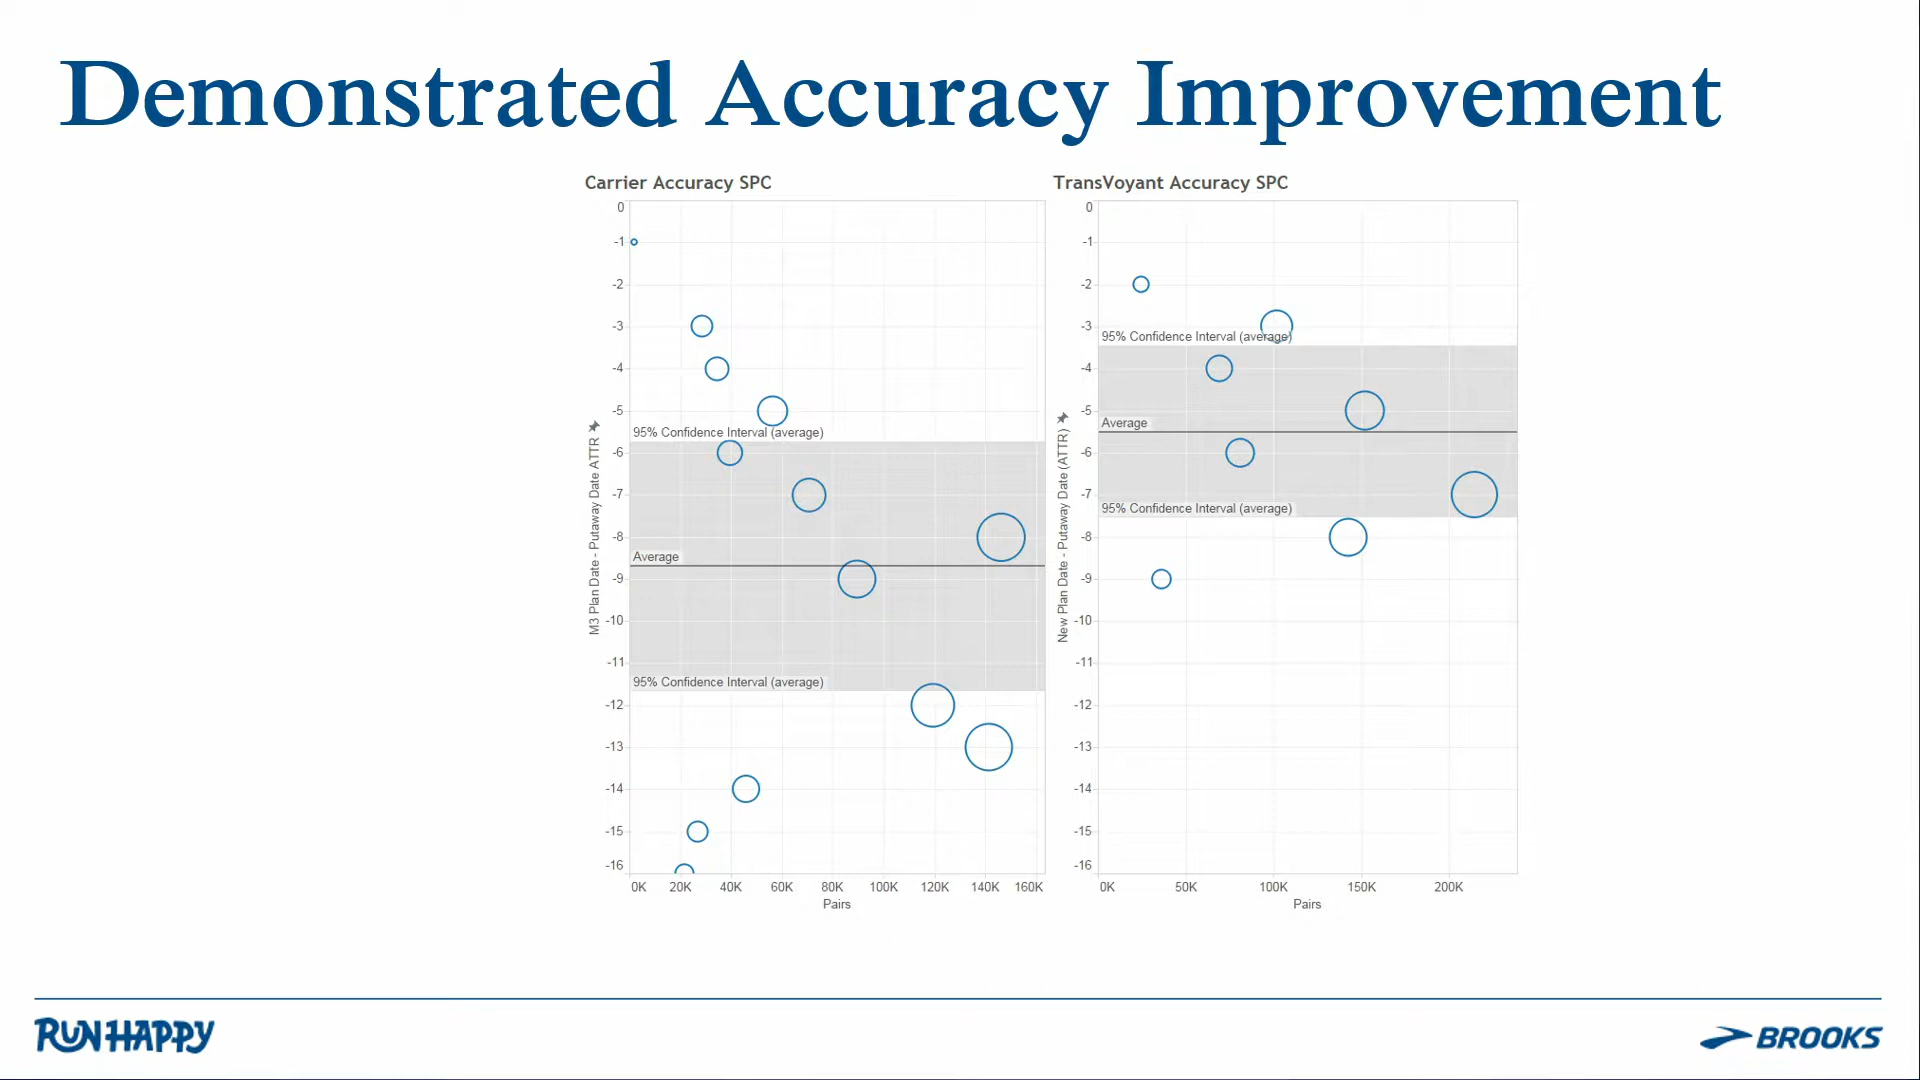 Demonstrated Accuracy Improvement
Carrier Accuracy SPC
0
-1
-2
-3
-4
-5
-6
-7
-8
-9
-10
-11
-12
-13
-14
-15
-16
M3 Plan Date - Putaway Date ATTR
95% Confidence Interval (average)
Average
95% Confidence Interval (average)
0K 20K 40K 60K 80K 100K 120K 140K 160K
Pairs
TransVoyant Accuracy SPC
0
-1
-2
-3
-4
-5
-6
-7
-8
-9
-10
-11
-12
-13
-14
-15
-16
New Plan Date - Putaway Date (ATTR)
95% Confidence Interval (average)
Average
95% Confidence Interval (average)
0K 50K 100K 150K 200K
Pairs
RUN HAPPY
BROOKS